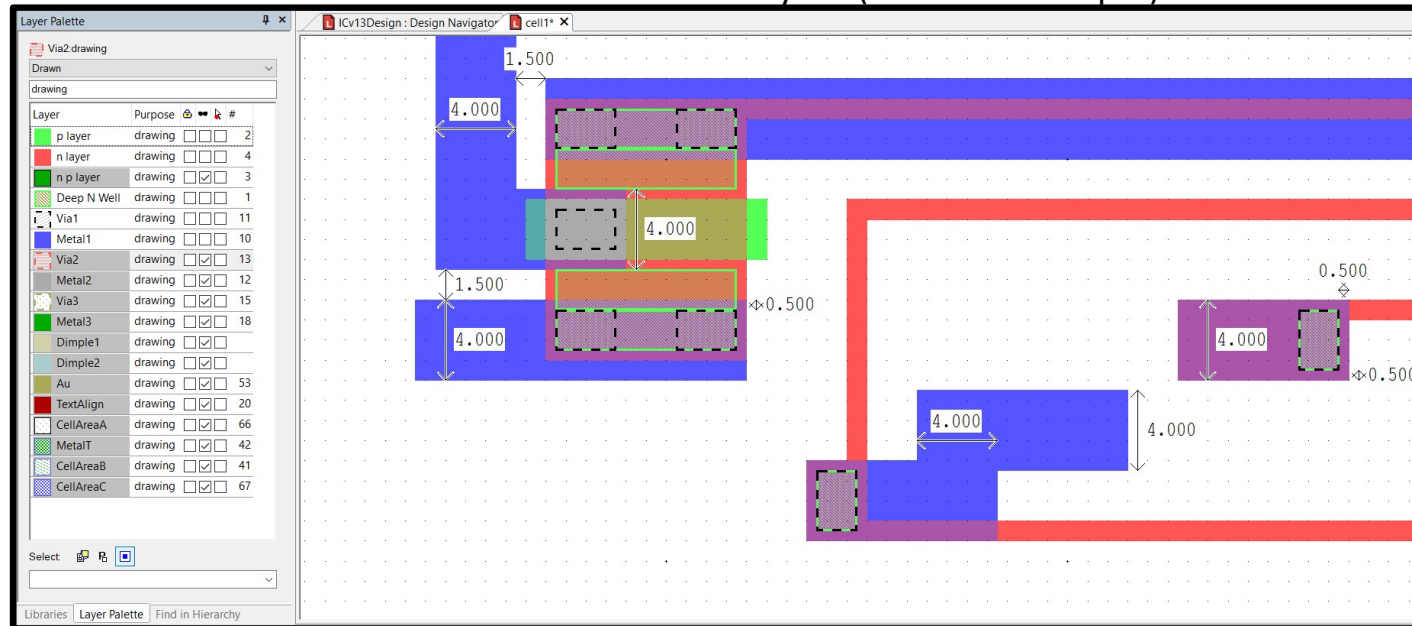 Layer Palette
ICv13Design : Design Navigator
cell1*
Via2:drawing
Drawn
drawing
Layer Purpose #
p layer drawing 2
n layer drawing 4
n p layer drawing 3
Deep N Well drawing 1
Via1 drawing 11
Metal1 drawing 10
Via2 drawing 13
Metal2 drawing 12
Via3 drawing 15
Metal3 drawing 18
Dimple1 drawing
Dimple2 drawing
Au drawing 53
TextAlign drawing 20
CellAreaA drawing 66
MetalT drawing 42
CellAreaB drawing 41
CellAreaC drawing 67
Select
Libraries Layer Palette Find in Hierarchy
1.500
4.000
4.000
1.500
0.500
4.000
0.500
4.000
0.500
4.000
4.000